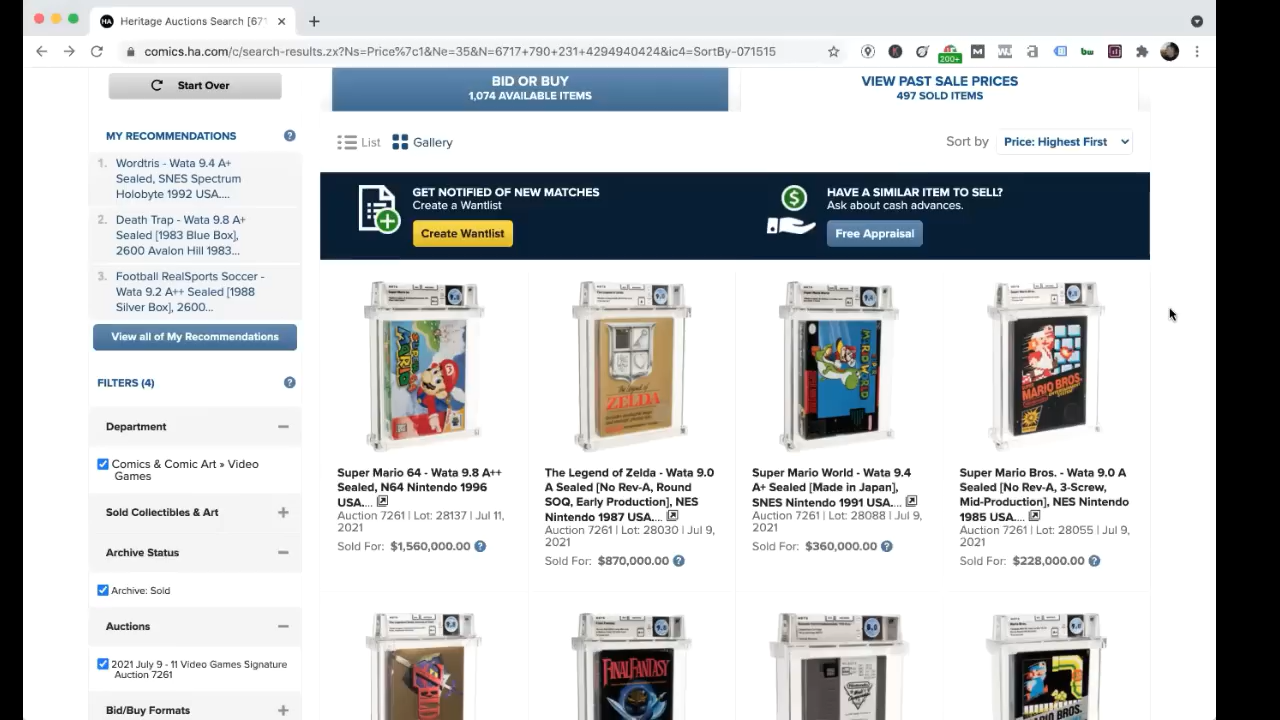 Heritage Auctions Search [671
comics.ha.com/c/search-results.zx?Ns=Price%7c1&Ne=35&N=6717+790+231+4294940424&ic4=SortBy-071515
200+
Start Over
MY RECOMMENDATIONS
1. Wordtris - Wata 9.4 A+
Sealed, SNES Spectrum
Holobyte 1992 USA....
2. Death Trap - Wata 9.8 A+
Sealed [1983 Blue Box],
2600 Avalon Hill 1983...
3. Football RealSports Soccer -
Wata 9.2 A++ Sealed [1988
Silver Box], 2600...
View all of My Recommendations
FILTERS (4)
Department
Comics & Comic Art » Video
Games
Sold Collectibles & Art
Archive Status
Archive: Sold
Auctions
2021 July 9 - 11 Video Games Signature
Auction 7261
Bid/Buy Formats
BID OR BUY
1,074 AVAILABLE ITEMS
VIEW PAST SALE PRICES
497 SOLD ITEMS
List
Gallery
Sort by
Price: Highest First
GET NOTIFIED OF NEW MATCHES
Create a Wantlist
Create Wantlist
HAVE A SIMILAR ITEM TO SELL?
Ask about cash advances.
Free Appraisal
Super Mario 64 - Wata 9.8 A++
Sealed, N64 Nintendo 1996
USA....
Auction 7261 | Lot: 28137 | Jul 11,
2021
Sold For: $1,560,000.00
The Legend of Zelda - Wata 9.0
A Sealed [No Rev-A, Round
SOQ, Early Production], NES
Nintendo 1987 USA....
Auction 7261 | Lot: 28030 | Jul 9,
2021
Sold For: $870,000.00
Super Mario World - Wata 9.4
A+ Sealed [Made in Japan],
SNES Nintendo 1991 USA....
Auction 7261 | Lot: 28088 | Jul 9,
2021
Sold For: $360,000.00
Super Mario Bros. - Wata 9.0 A
Sealed [No Rev-A, 3-Screw,
Mid-Production], NES Nintendo
1985 USA....
Auction 7261 | Lot: 28055 | Jul 9,
2021
Sold For: $228,000.00
ZELDA
MARIO BROS.
FINAL FANTASY